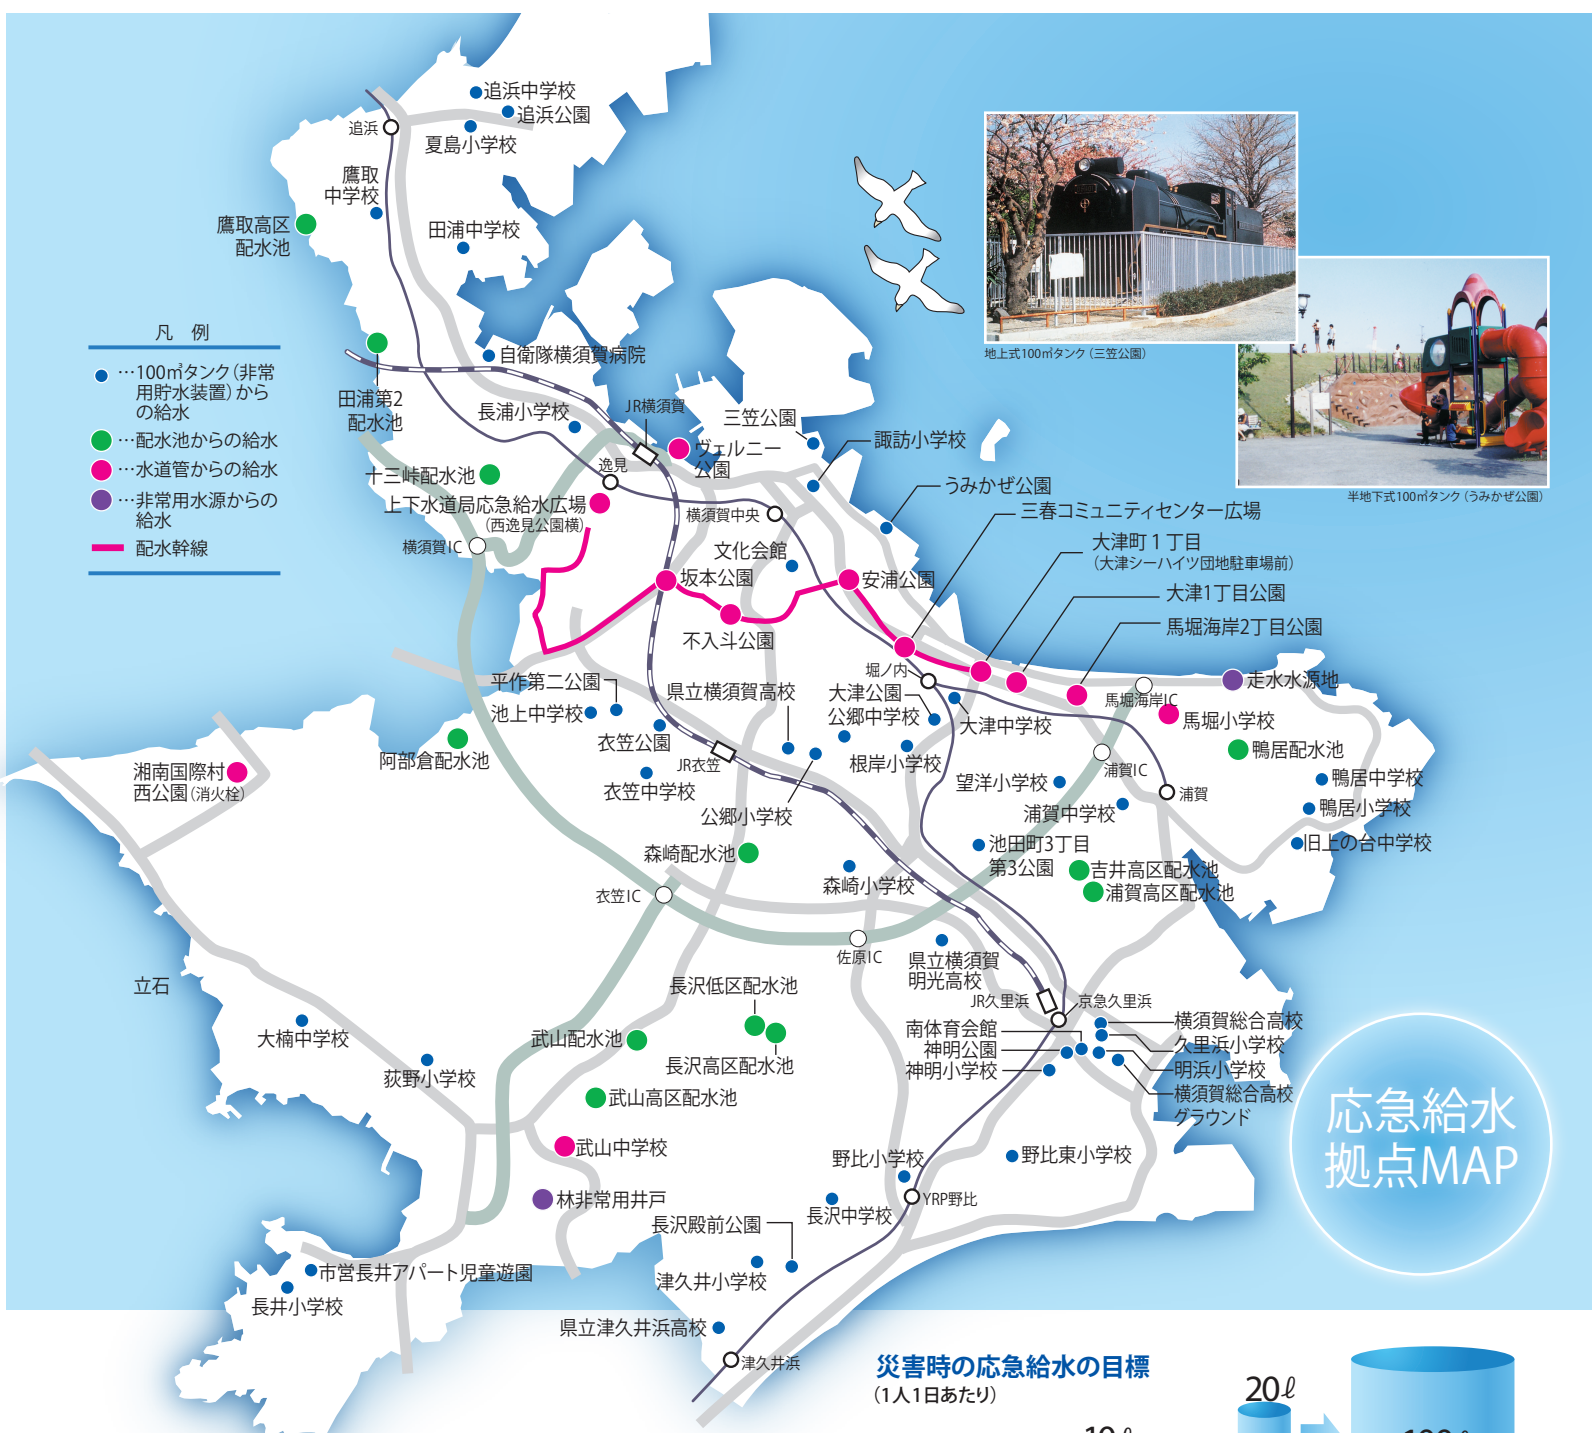 追浜中学校
追浜公園
追浜
夏島小学校
鷹取
中学校
鷹取高区
配水池
田浦中学校
凡 例
…100㎥タンク（非常
用貯水装置）から
の給水
…配水池からの給水
…水道管からの給水
…非常用水源からの
給水
配水幹線
地上式100㎥タンク（三笠公園）
半地下式100㎥タンク（うみかぜ公園）
自衛隊横須賀病院
田浦第2
配水池
長浦小学校
JR横須賀
三笠公園
ヴェルニー
公園
諏訪小学校
逸見
十三峠配水池
うみかぜ公園
上下水道局応急給水広場
（西逸見公園横）
横須賀中央
三春コミュニティセンター広場
横須賀IC
文化会館
大津町１丁目
（大津シーハイツ団地駐車場前）
坂本公園
安浦公園
大津1丁目公園
不入斗公園
馬堀海岸2丁目公園
堀ノ内
平作第二公園
県立横須賀高校
大津公園
馬堀海岸IC
走水水源地
池上中学校
公郷中学校
大津中学校
馬堀小学校
衣笠公園
阿部倉配水池
JR衣笠
根岸小学校
鴨居配水池
湘南国際村
西公園（消火栓）
浦賀IC
衣笠中学校
望洋小学校
鴨居中学校
浦賀
公郷小学校
浦賀中学校
鴨居小学校
森崎配水池
池田町3丁目
第3公園
旧上の台中学校
森崎小学校
吉井高区配水池
浦賀高区配水池
衣笠IC
佐原IC
県立横須賀
明光高校
立石
長沢低区配水池
JR久里浜
京急久里浜
大楠中学校
武山配水池
南体育会館
横須賀総合高校
神明公園
久里浜小学校
長沢高区配水池
神明小学校
明浜小学校
荻野小学校
横須賀総合高校
グラウンド
武山高区配水池
応急給水
拠点MAP
武山中学校
野比小学校
野比東小学校
林非常用井戸
YRP野比
長沢中学校
長沢殿前公園
市営長井アパート児童遊園
津久井小学校
長井小学校
県立津久井浜高校
津久井浜
災害時の応急給水の目標
（1人1日あたり）
20ℓ